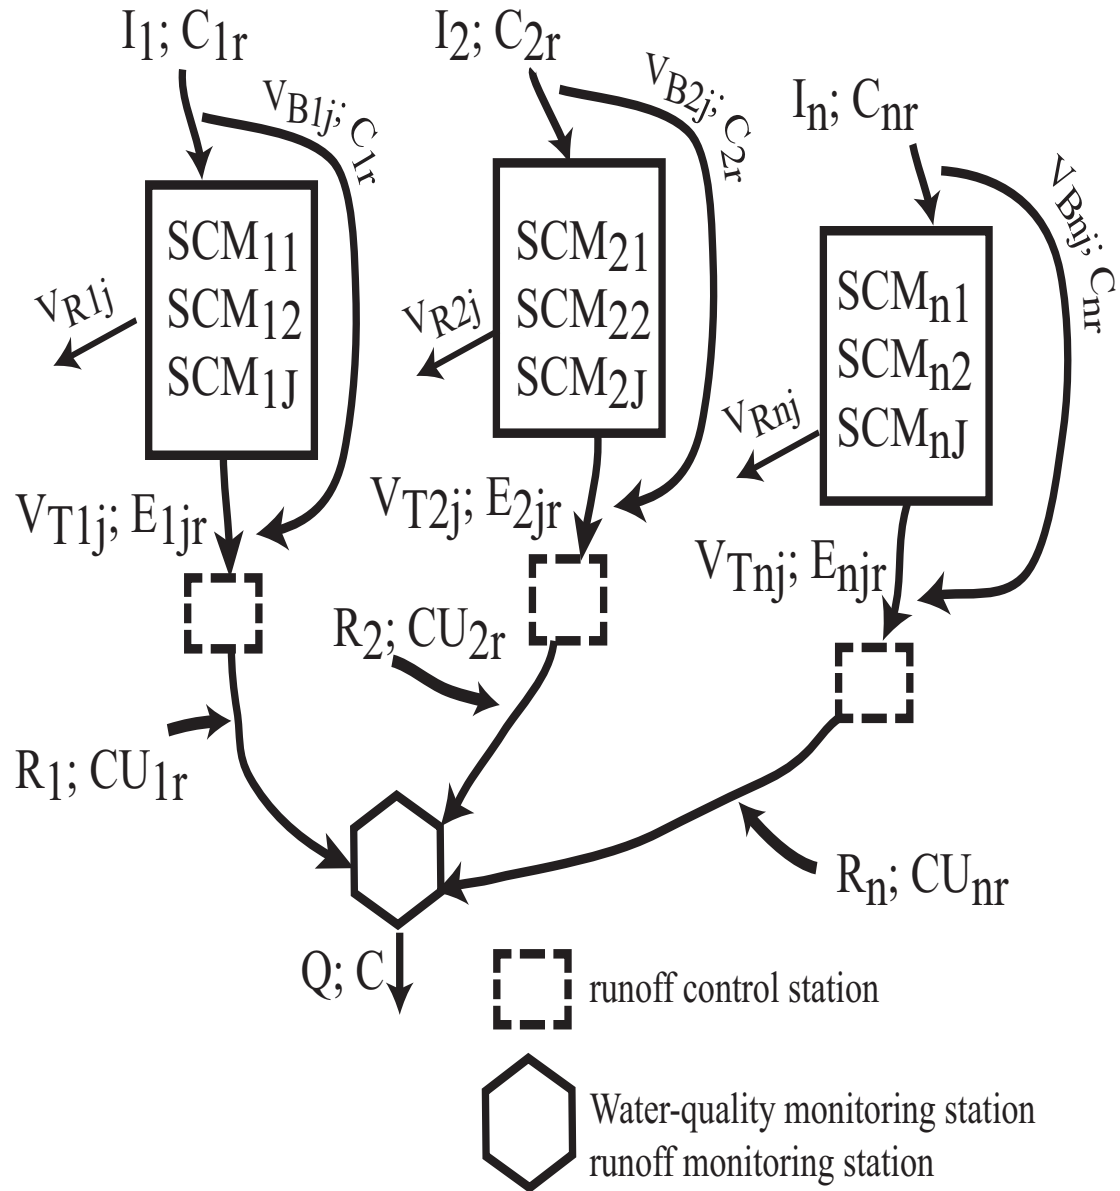 I1; C1r
VB1j; C1r
SCM11
SCM12
SCM1J
VR1j
VT1j; E1jr
R1; CU1r
I2; C2r
VB2j; C2r
SCM21
SCM22
SCM2J
VR2j
VT2j; E2jr
R2; CU2r
In; Cnr
VBnj; Cnr
SCMn1
SCMn2
SCMnJ
VRnj
VTnj; Enjr
Rn; CUnr
Q; C
runoff control station
Water-quality monitoring station
runoff monitoring station